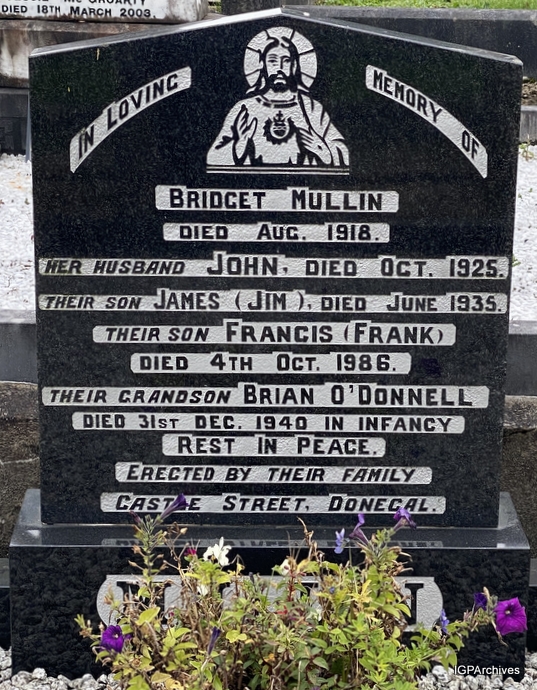 DIED 18TH MARCH 2003.
IN LOVING
MEMORY OF
BRIDGET MULLIN
DIED AUG. 1918.
HER HUSBAND JOHN, DIED OCT. 1925.
THEIR SON JAMES (JIM), DIED JUNE 1935.
THEIR SON FRANCIS (FRANK)
DIED 4TH OCT. 1986.
THEIR GRANDSON BRIAN O'DONNELL
DIED 31ST DEC. 1940 IN INFANCY
REST IN PEACE.
ERECTED BY THEIR FAMILY
CASTLE STREET, DONEGAL.
IGPArchives